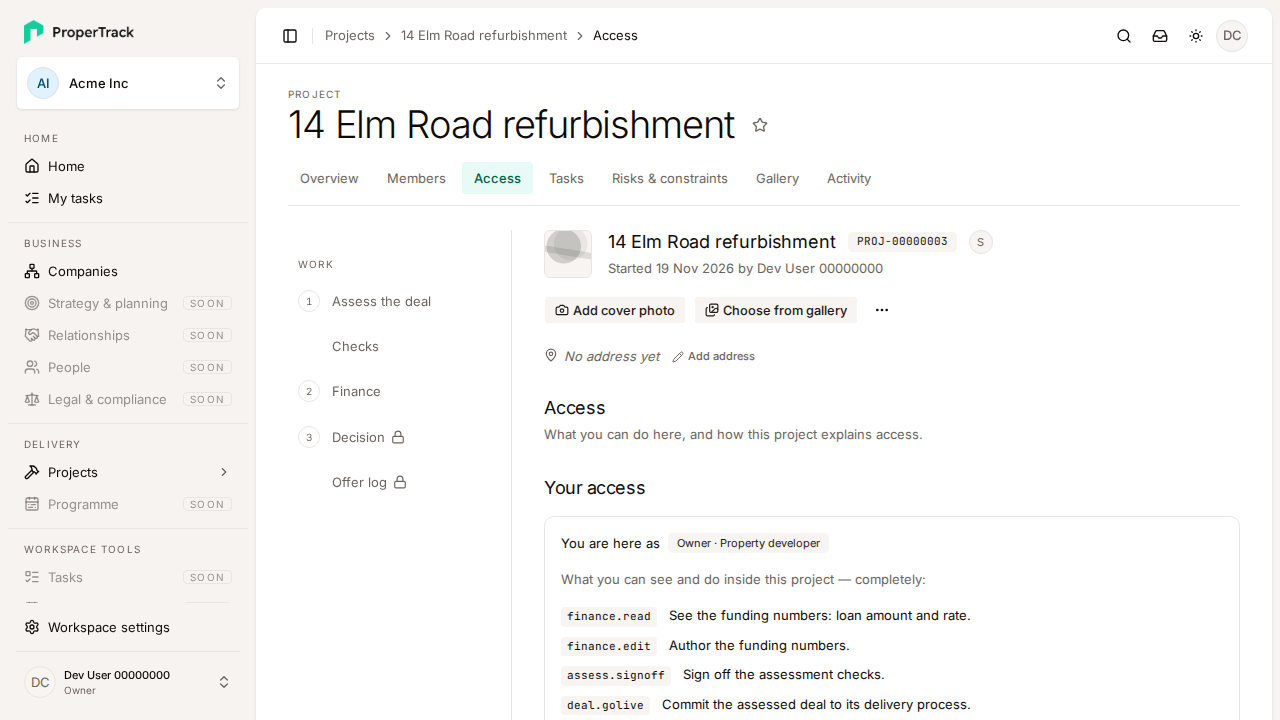 ProperTrack
AI Acme Inc
HOME
Home
My tasks
BUSINESS
Companies
Strategy & planning SOON
Relationships SOON
People SOON
Legal & compliance SOON
DELIVERY
Projects
Programme SOON
WORKSPACE TOOLS
Tasks SOON
Workspace settings
DC Dev User 00000000
Owner
Projects 14 Elm Road refurbishment Access
DC
PROJECT
14 Elm Road refurbishment
Overview Members Access Tasks Risks & constraints Gallery Activity
WORK
1 Assess the deal
Checks
2 Finance
3 Decision
Offer log
14 Elm Road refurbishment PROJ-00000003 S
Started 19 Nov 2026 by Dev User 00000000
Add cover photo Choose from gallery
No address yet Add address
Access
What you can do here, and how this project explains access.
Your access
You are here as Owner · Property developer
What you can see and do inside this project — completely:
finance.read See the funding numbers: loan amount and rate.
finance.edit Author the funding numbers.
assess.signoff Sign off the assessment checks.
deal.golive Commit the assessed deal to its delivery process.